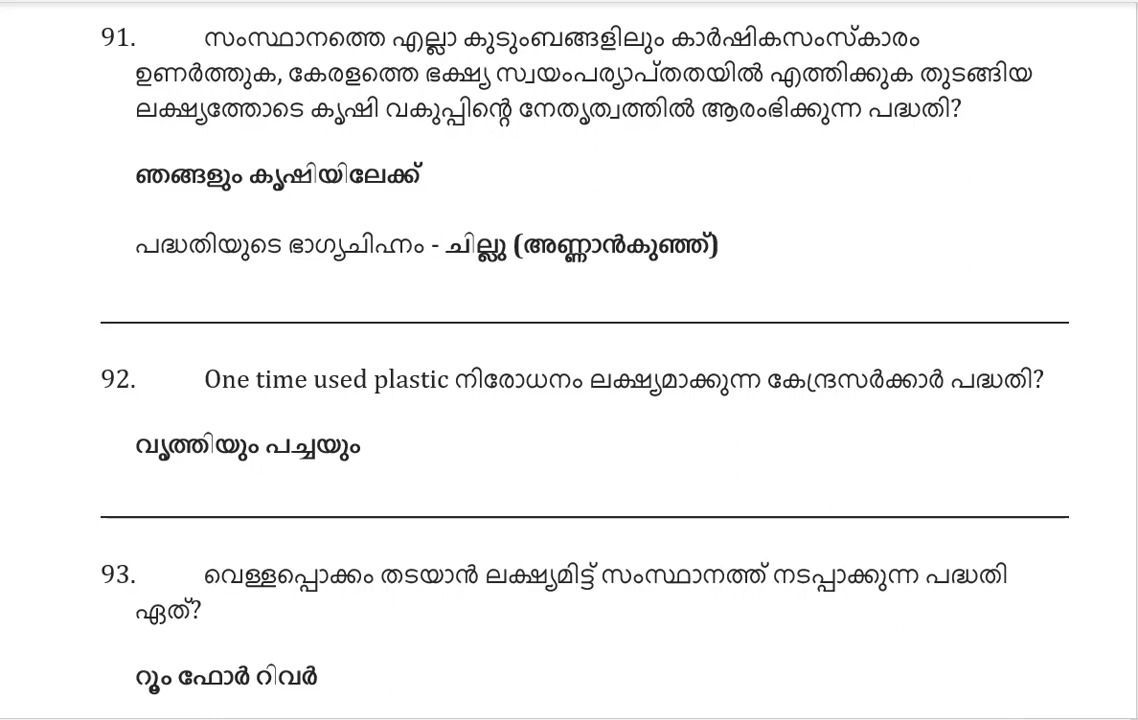 91. സംസ്ഥാനത്തെ എല്ലാ കുടുംബങ്ങളിലും കാർഷികസംസ്കാരം
ഉണർത്തുക, കേരളത്തെ ഭക്ഷ്യ സ്വയംപര്യാപ്തതയിൽ എത്തിക്കുക തുടങ്ങിയ
ലക്ഷ്യത്തോടെ കൃഷി വകുപ്പിന്റെ നേതൃത്വത്തിൽ ആരംഭിക്കുന്ന പദ്ധതി?
ഞങ്ങളും കൃഷിയിലേക്ക്
പദ്ധതിയുടെ ഭാഗ്യചിഹ്നം - ചില്ലു (അണ്ണാൻകുഞ്ഞ്)
92. One time used plastic നിരോധനം ലക്ഷ്യമാക്കുന്ന കേന്ദ്രസർക്കാർ പദ്ധതി?
വൃത്തിയും പച്ചയും
93. വെള്ളപ്പൊക്കം തടയാൻ ലക്ഷ്യമിട്ട് സംസ്ഥാനത്ത് നടപ്പാക്കുന്ന പദ്ധതി
ഏത്?
റൂം ഫോർ റിവർ